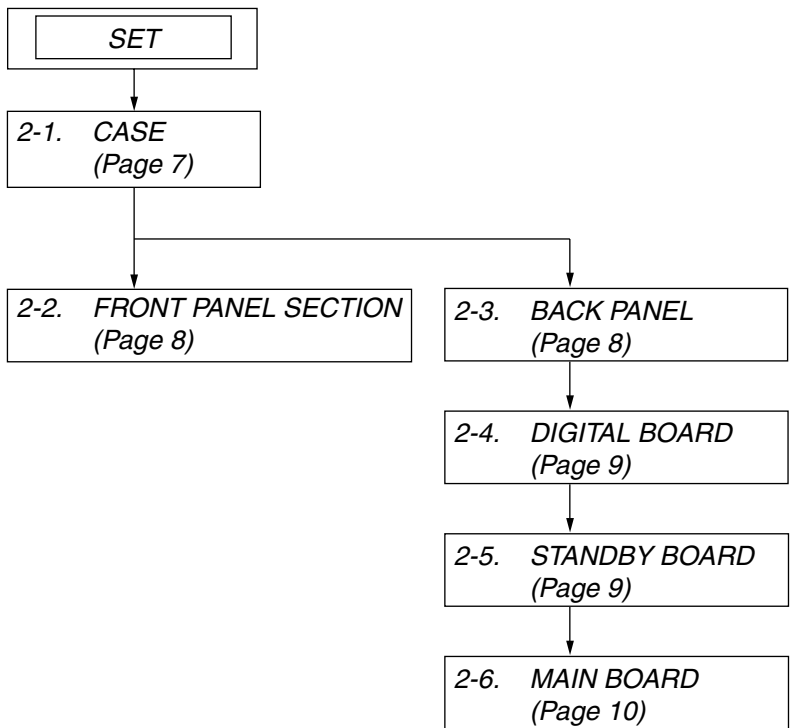 SET
2-1. CASE
(Page 7)
2-2. FRONT PANEL SECTION
(Page 8)
2-3. BACK PANEL
(Page 8)
2-4. DIGITAL BOARD
(Page 9)
2-5. STANDBY BOARD
(Page 9)
2-6. MAIN BOARD
(Page 10)